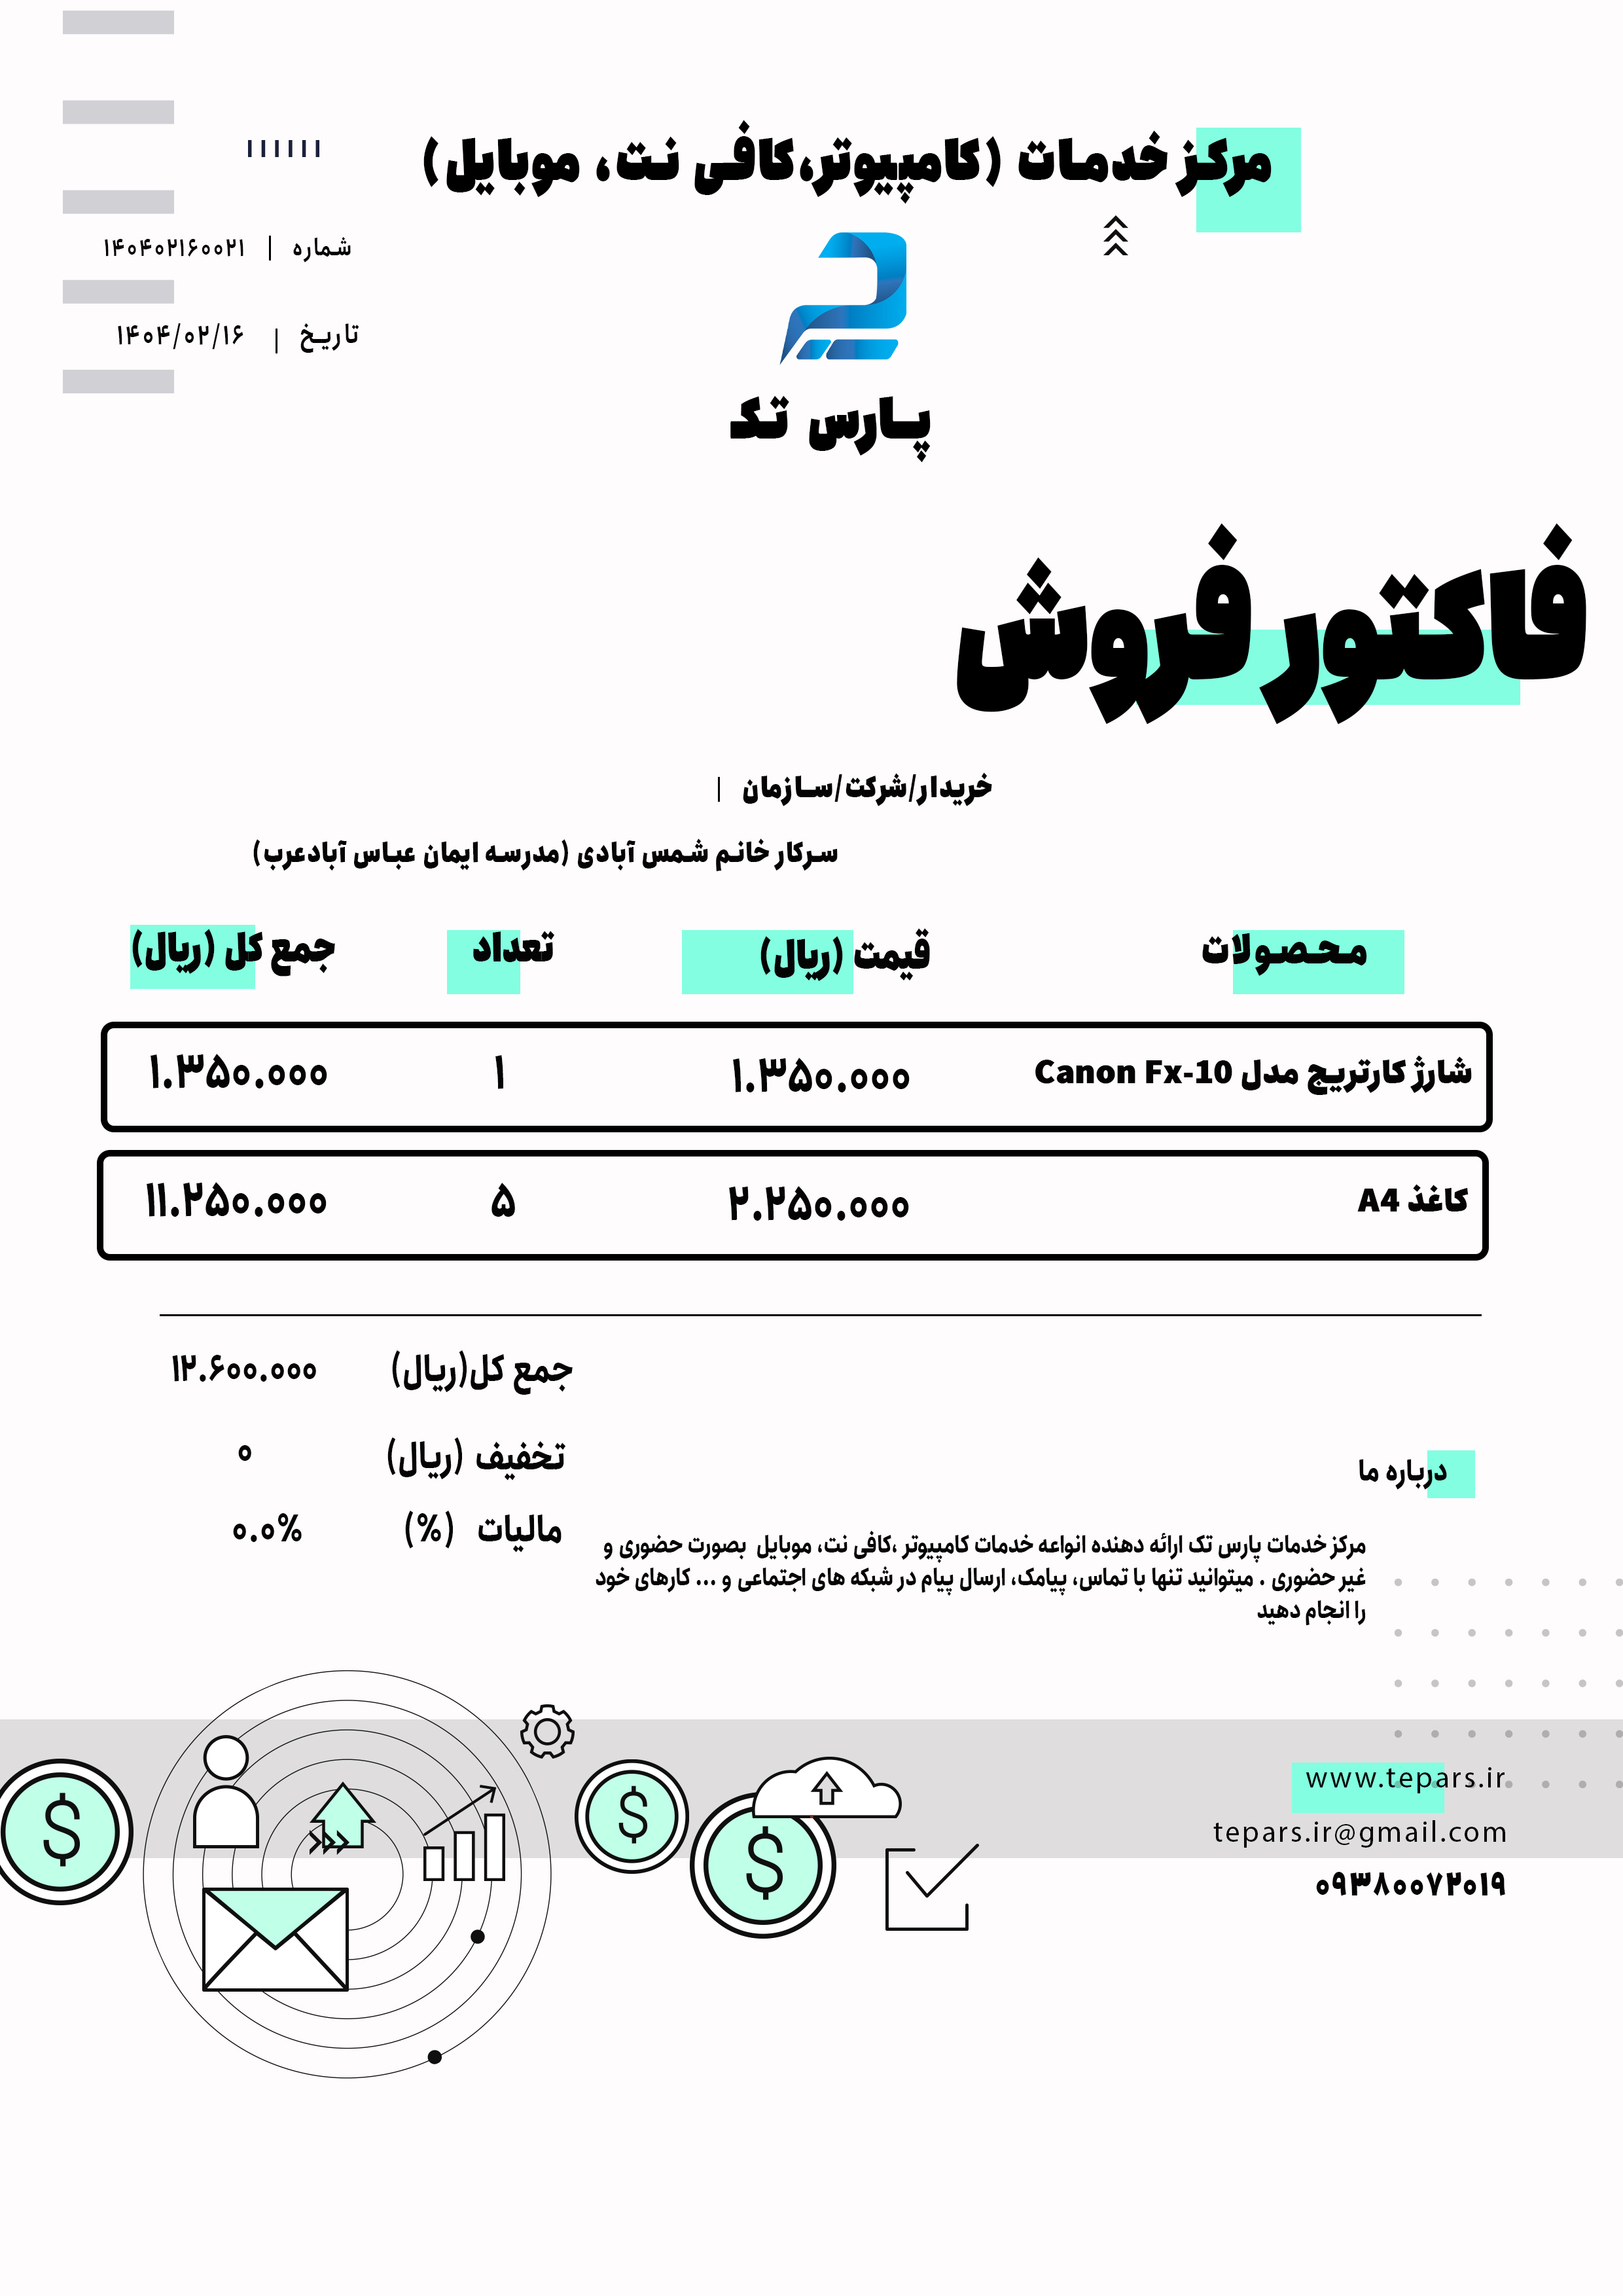 مرکز خدمات (کامپیوتر،کافی نت، موبایل)
شماره | ۱۴۰۴۰۲۱۶۰۰۲۱
تاریخ | ۱۴۰۴/۰۲/۱۶
پارس تک
فاکتور فروش
خریدار/شرکت/سازمان |
سرکار خانم شمس آبادی (مدرسه ایمان عباس آبادعرب)
محصولات قیمت (ریال) تعداد جمع کل (ریال)
شارژ کارتریج مدل Canon Fx-10 ۱.۳۵۰.۰۰۰ ۱ ۱.۳۵۰.۰۰۰
کاغذ A4 ۲.۲۵۰.۰۰۰ ۵ ۱۱.۲۵۰.۰۰۰
جمع کل(ریال) ۱۲.۶۰۰.۰۰۰
تخفیف (ریال) ۰
مالیات (%) ۰.۰%
درباره ما
مرکز خدمات پارس تک ارائه دهنده انواعه خدمات کامپیوتر ،کافی نت، موبایل بصورت حضوری و
غیر حضوری . میتوانید تنها با تماس، پیامک، ارسال پیام در شبکه های اجتماعی و ... کارهای خود
را انجام دهید
www.tepars.ir
tepars.ir@gmail.com
۰۹۳۸۰۰۷۲۰۱۹